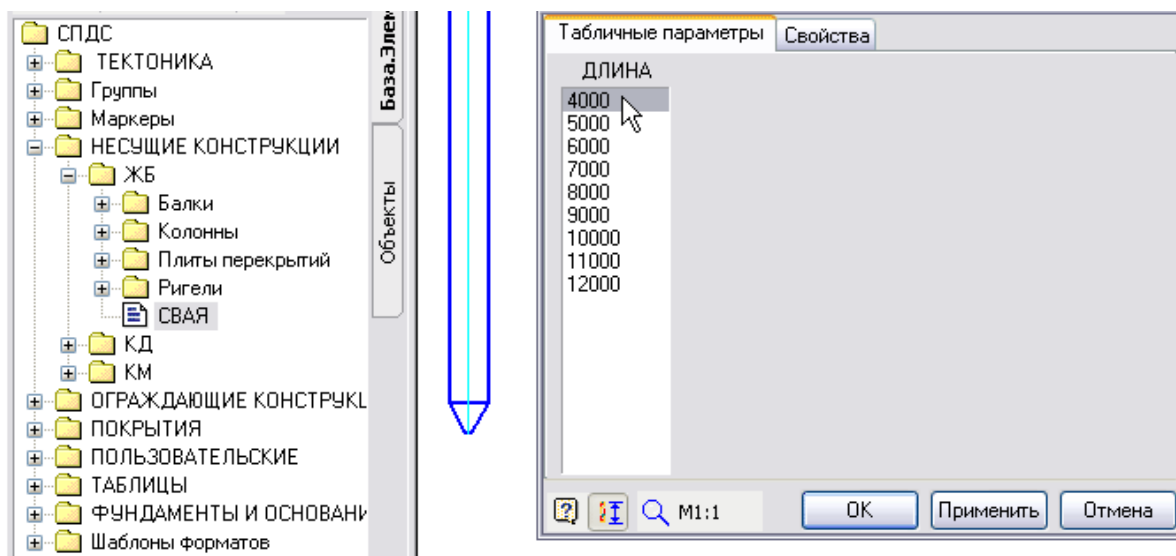 СПДС
ТЕКТОНИКА
Группы
Маркеры
НЕСУЩИЕ КОНСТРУКЦИИ
ЖБ
Балки
Колонны
Плиты перекрытий
Ригели
СВАЯ
КД
КМ
ОГРАЖДАЮЩИЕ КОНСТРУКЦ
ПОКРЫТИЯ
ПОЛЬЗОВАТЕЛЬСКИЕ
ТАБЛИЦЫ
ФУНДАМЕНТЫ И ОСНОВАНИ
Шаблоны форматов
База.Элем
Объекты
Табличные параметры
Свойства
ДЛИНА
4000
5000
6000
7000
8000
9000
10000
11000
12000
М1:1
ОК
Применить
Отмена